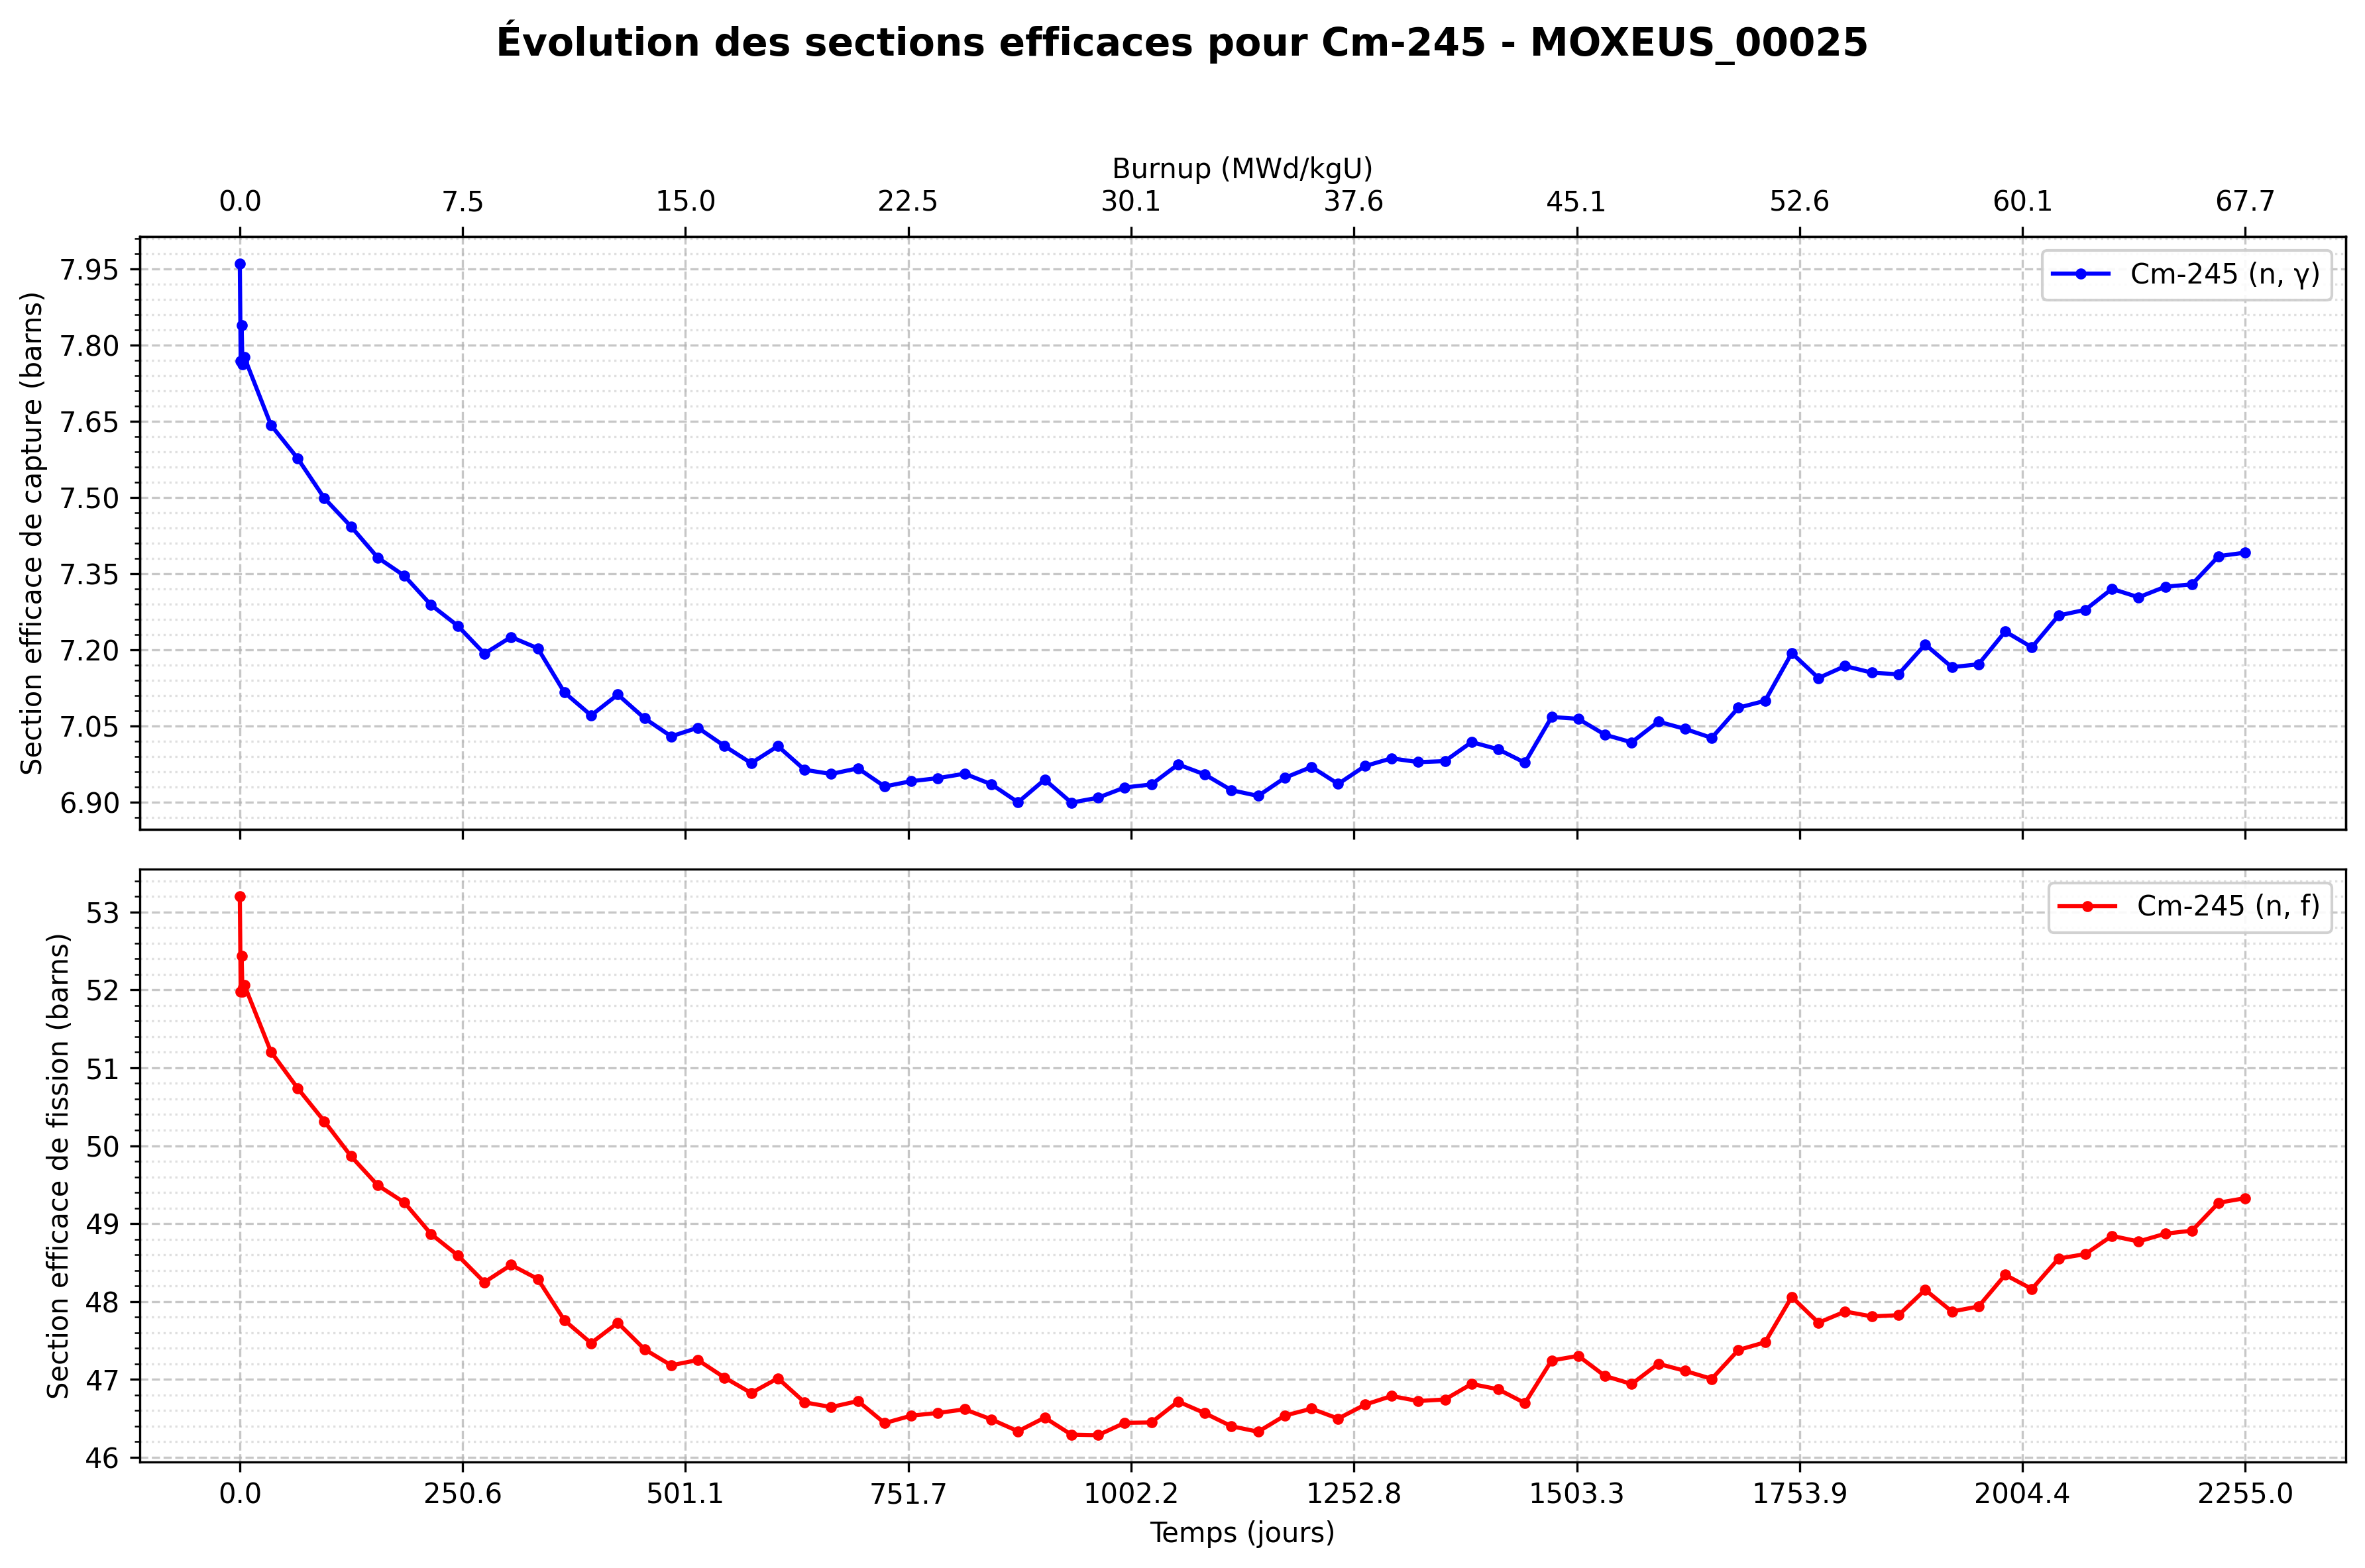 Évolution des sections efficaces pour Cm-245 - MOXEUS_00025
Burnup (MWd/kgU)
0.0 7.5 15.0 22.5 30.1 37.6 45.1 52.6 60.1 67.7
Section efficace de capture (barns)
7.95
7.80
7.65
7.50
7.35
7.20
7.05
6.90
Cm-245 (n, γ)
Section efficace de fission (barns)
53
52
51
50
49
48
47
46
Cm-245 (n, f)
0.0 250.6 501.1 751.7 1002.2 1252.8 1503.3 1753.9 2004.4 2255.0
Temps (jours)